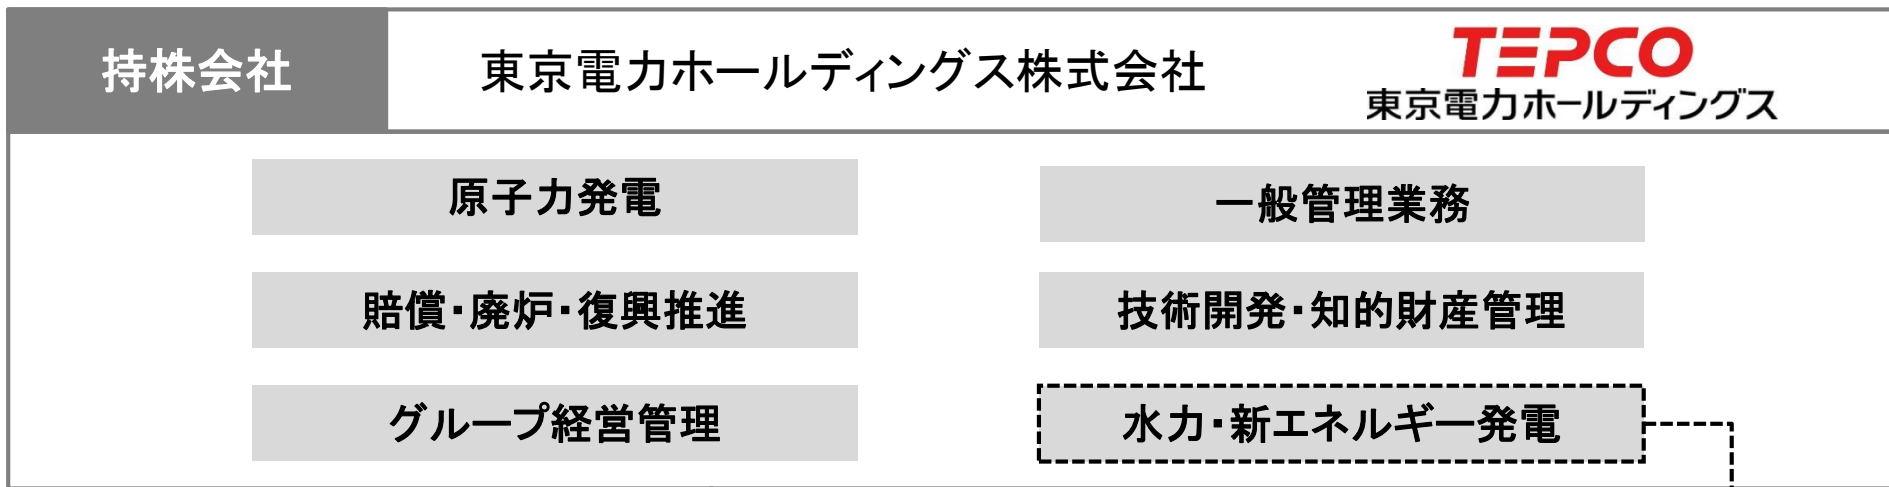 持株会社
東京電力ホールディングス株式会社
TEPCO
東京電力ホールディングス
原子力発電
一般管理業務
賠償・廃炉・復興推進
技術開発・知的財産管理
グループ経営管理
水力・新エネルギー発電